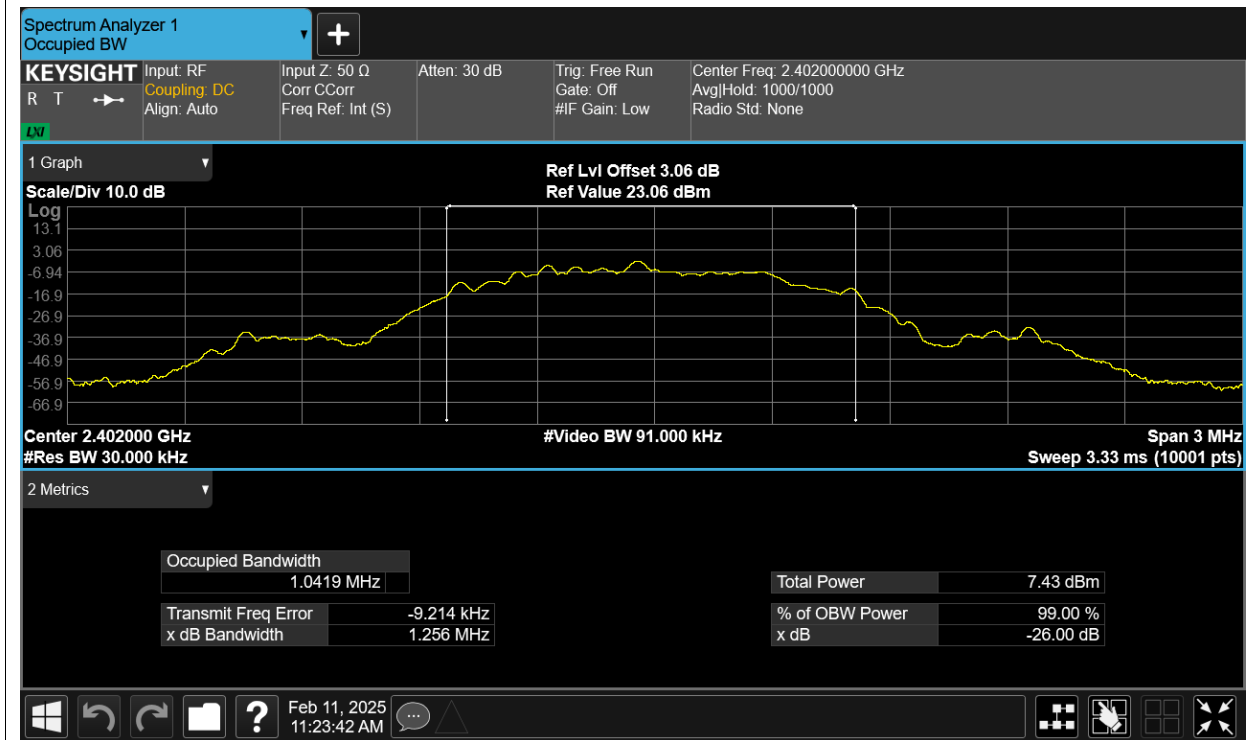 Spectrum Analyzer 1
Occupied BW
KEYSIGHT Input: RF Input Z: 50 Ω Atten: 30 dB Trig: Free Run Center Freq: 2.402000000 GHz
R T Coupling: DC Corr CCorr Gate: Off Avg|Hold: 1000/1000
Align: Auto Freq Ref: Int (S) #IF Gain: Low Radio Std: None
LXI
1 Graph
Ref Lvl Offset 3.06 dB
Scale/Div 10.0 dB Ref Value 23.06 dBm
Log
13.1
3.06
-6.94
-16.9
-26.9
-36.9
-46.9
-56.9
-66.9
Center 2.402000 GHz #Video BW 91.000 kHz Span 3 MHz
#Res BW 30.000 kHz Sweep 3.33 ms (10001 pts)
2 Metrics
Occupied Bandwidth
1.0419 MHz Total Power 7.43 dBm
Transmit Freq Error -9.214 kHz % of OBW Power 99.00 %
x dB Bandwidth 1.256 MHz x dB -26.00 dB
? Feb 11, 2025
11:23:42 AM